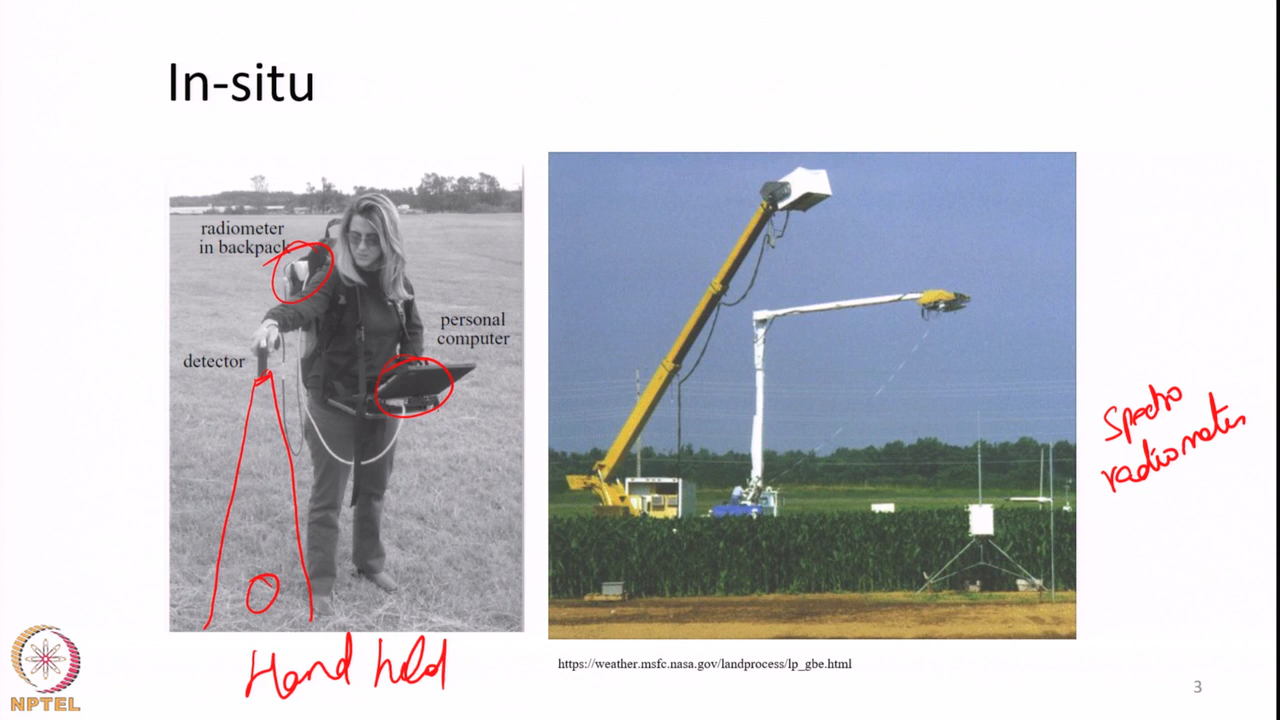 In-situ
radiometer
in backpack
detector
personal
computer
Hand held
Spectro
radiometer
https://weather.msfc.nasa.gov/landprocess/lp_gbe.html
NPTEL
3